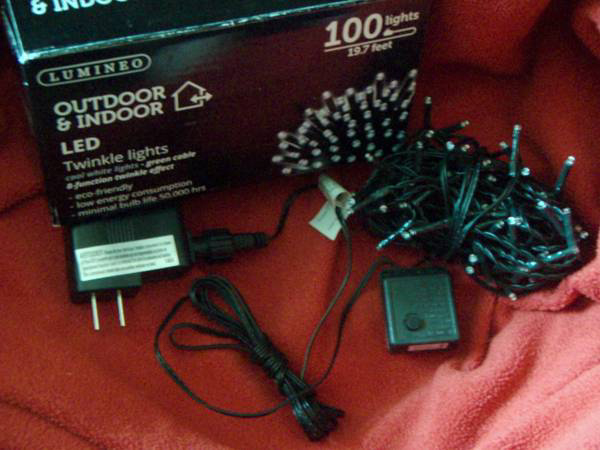 & INDOOR
LUMINEO
100 lights
19.7 feet
OUTDOOR
& INDOOR
LED
Twinkle lights
cool white lights - green cable
8-function twinkle effect
- eco-friendly
- low energy consumption
- minimal bulb life 50,000 hrs